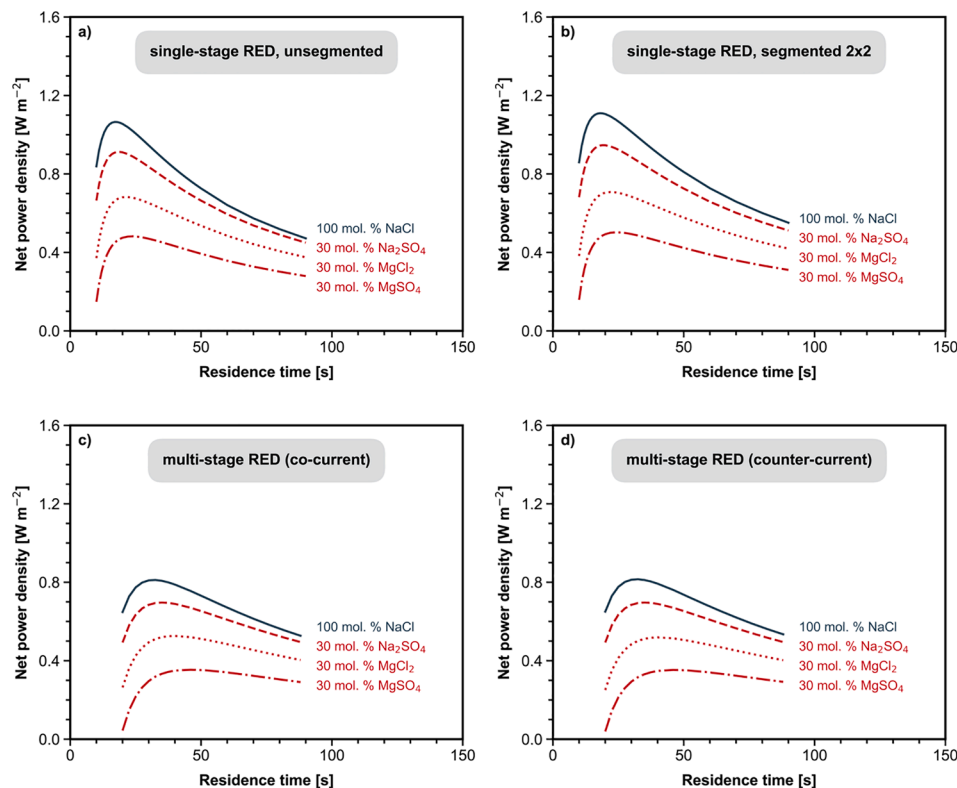 a)
single-stage RED, unsegmented
Net power density [W m⁻²]
1.6
1.2
0.8
0.4
0.0
100 mol. % NaCl
30 mol. % Na₂SO₄
30 mol. % MgCl₂
30 mol. % MgSO₄
0
50
100
150
Residence time [s]
b)
single-stage RED, segmented 2x2
Net power density [W m⁻²]
1.6
1.2
0.8
0.4
0.0
100 mol. % NaCl
30 mol. % Na₂SO₄
30 mol. % MgCl₂
30 mol. % MgSO₄
0
50
100
150
Residence time [s]
c)
multi-stage RED (co-current)
Net power density [W m⁻²]
1.6
1.2
0.8
0.4
0.0
100 mol. % NaCl
30 mol. % Na₂SO₄
30 mol. % MgCl₂
30 mol. % MgSO₄
0
50
100
150
Residence time [s]
d)
multi-stage RED (counter-current)
Net power density [W m⁻²]
1.6
1.2
0.8
0.4
0.0
100 mol. % NaCl
30 mol. % Na₂SO₄
30 mol. % MgCl₂
30 mol. % MgSO₄
0
50
100
150
Residence time [s]